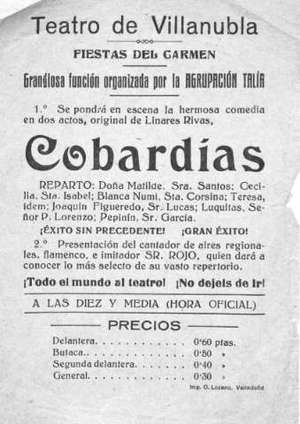 Teatro de Villanubla
FIESTAS DEL CARMEN
Grandiosa función organizada por la AGRUPACIÓN TALÍA
1.º Se pondrá en escena la hermosa comedia
en dos actos, original de Linares Rivas,
Cobardías
REPARTO: Doña Matilde, Sra. Santos; Ceci-
lia, Sta. Isabel; Blanca Numi, Sta. Corsina; Teresa,
idem; Joaquín Figueredo, Sr. Lucas; Luquitas, Se-
ñor P. Lorenzo; Pepinín, Sr. García.
¡ÉXITO SIN PRECEDENTE! ¡GRAN ÉXITO!
2.º Presentación del cantador de aires regiona-
les, flamenco, e imitador SR. ROJO, quien dará a
conocer lo más selecto de su vasto repertorio.
¡Todo el mundo al teatro! ¡No dejeis de ir!
A LAS DIEZ Y MEDIA (HORA OFICIAL)
PRECIOS
Delantera. . . . . . . . . . . . 0'60 ptas.
Butaca. . . . . . . . . . . . . 0'50 »
Segunda delantera. . . . . . . . 0'40 »
General. . . . . . . . . . . . . 0'30 »
Imp. G. Lozano, Valladolid